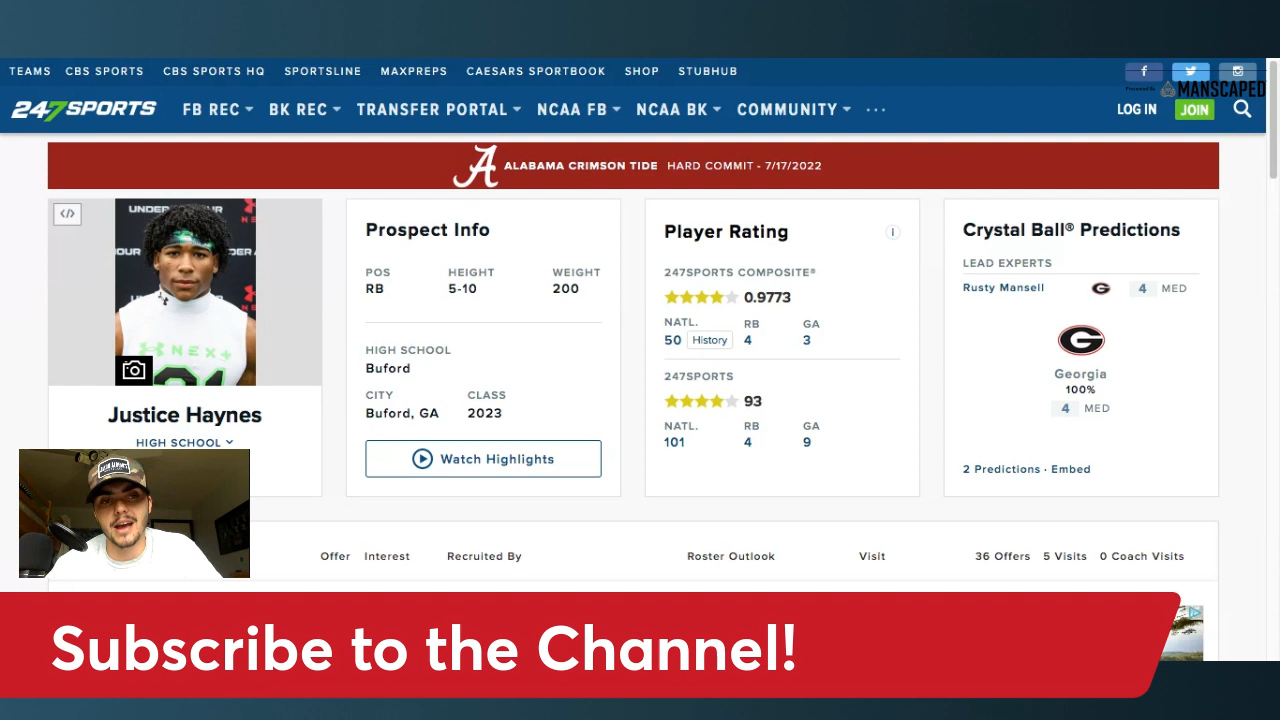 TEAMS CBS SPORTS CBS SPORTS HQ SPORTSLINE MAXPREPS CAESARS SPORTBOOK SHOP STUBHUB
Presented By MANSCAPED
247SPORTS FB REC BK REC TRANSFER PORTAL NCAA FB NCAA BK COMMUNITY ··· LOG IN JOIN
A ALABAMA CRIMSON TIDE HARD COMMIT - 7/17/2022
</>
UNDER
Justice Haynes
HIGH SCHOOL
Prospect Info
POS HEIGHT WEIGHT
RB 5-10 200
HIGH SCHOOL
Buford
CITY CLASS
Buford, GA 2023
Watch Highlights
Player Rating i
247SPORTS COMPOSITE®
0.9773
NATL. RB GA
50 History 4 3
247SPORTS
93
NATL. RB GA
101 4 9
Crystal Ball® Predictions
LEAD EXPERTS
Rusty Mansell G 4 MED
G
Georgia
100%
4 MED
2 Predictions · Embed
Offer Interest Recruited By Roster Outlook Visit 36 Offers 5 Visits 0 Coach Visits
Subscribe to the Channel!